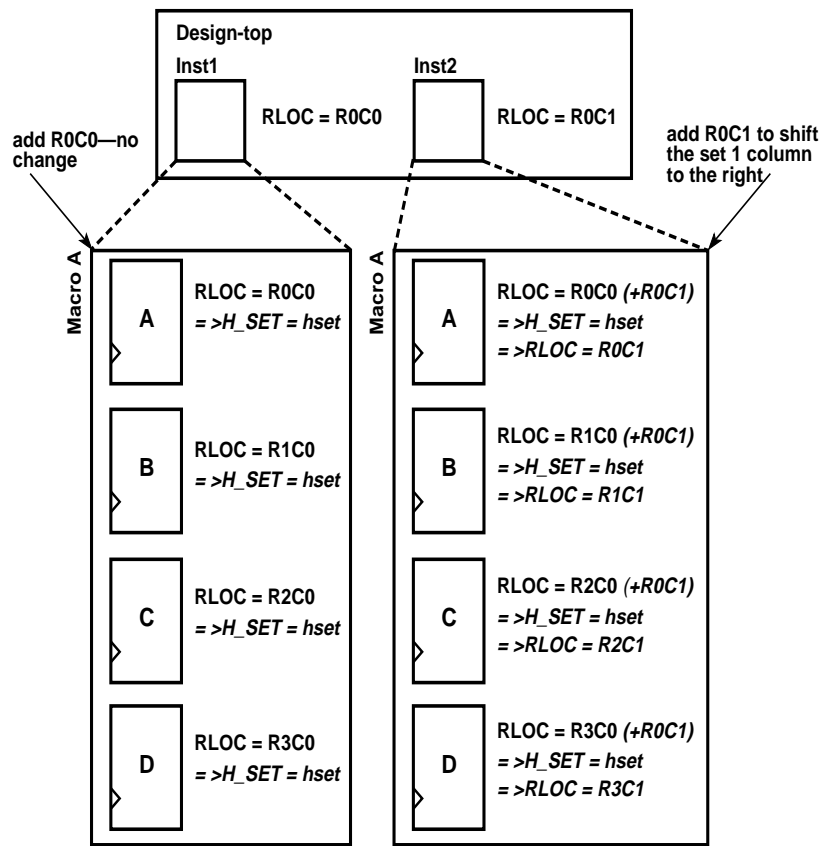 Design-top
Inst1
Inst2
RLOC = R0C0
RLOC = R0C1
add R0C0—no
change
add R0C1 to shift
the set 1 column
to the right
Macro A
A
RLOC = R0C0
= >H_SET = hset
B
RLOC = R1C0
= >H_SET = hset
C
RLOC = R2C0
= >H_SET = hset
D
RLOC = R3C0
= >H_SET = hset
Macro A
A
RLOC = R0C0 (+R0C1)
= >H_SET = hset
= >RLOC = R0C1
B
RLOC = R1C0 (+R0C1)
= >H_SET = hset
= >RLOC = R1C1
C
RLOC = R2C0 (+R0C1)
= >H_SET = hset
= >RLOC = R2C1
D
RLOC = R3C0 (+R0C1)
= >H_SET = hset
= >RLOC = R3C1